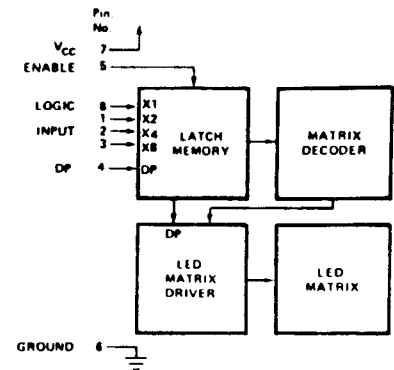 Pin
No.
VCC 7
ENABLE 5
LOGIC 8 X1
1 X2
INPUT 2 X4
3 X8
DP 4 DP
LATCH
MEMORY
MATRIX
DECODER
DP
LED
MATRIX
DRIVER
LED
MATRIX
GROUND 6